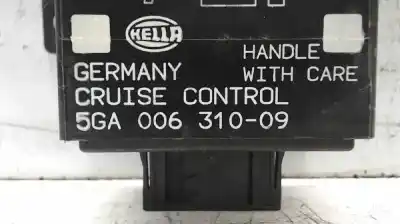 HELLA
HANDLE
GERMANY WITH CARE
CRUISE CONTROL
5GA 006 310-09